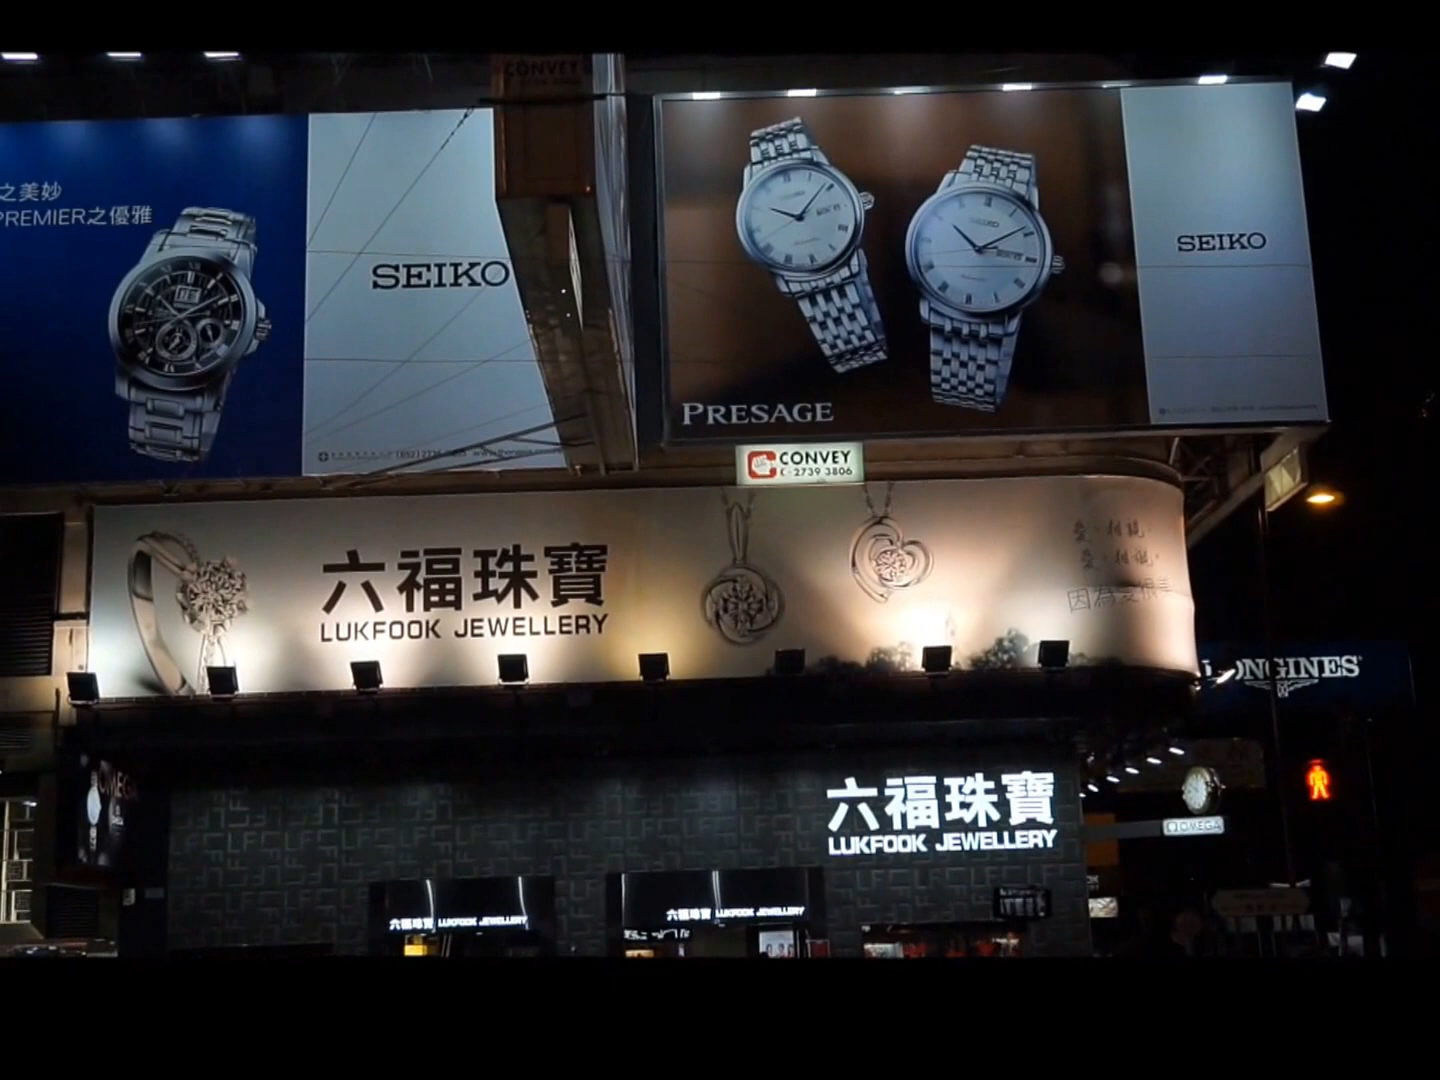 CONVEY
之美妙
PREMIER之優雅
SEIKO
SEIKO
PRESAGE
CONVEY
2739 3806
六福珠寶
LUKFOOK JEWELLERY
因為愛很美
LONGINES
OMEGA
六福珠寶
LUKFOOK JEWELLERY
OMEGA
六福珠寶 LUKFOOK JEWELLERY
六福珠寶 LUKFOOK JEWELLERY